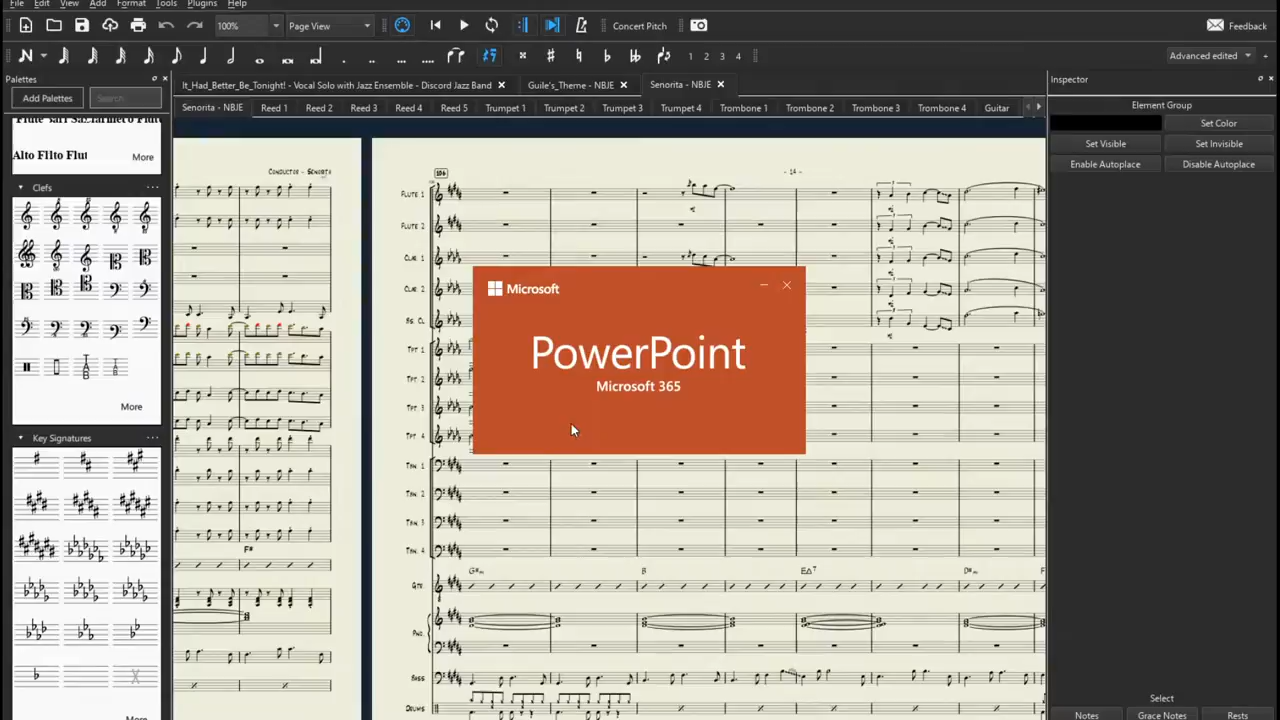 File Edit View Add Format Tools Plugins Help
100% Page View Concert Pitch Feedback
1 2 3 4 Advanced edited
Palettes
It_Had_Better_Be_Tonight! - Vocal Solo with Jazz Ensemble - Discord Jazz Band Guile's_Theme - NBJE Senorita - NBJE
Inspector
Add Palettes Search
Senorita - NBJE Reed 1 Reed 2 Reed 3 Reed 4 Reed 5 Trumpet 1 Trumpet 2 Trumpet 3 Trumpet 4 Trombone 1 Trombone 2 Trombone 3 Trombone 4 Guitar
Element Group
Set Color
Set Visible Set Invisible
Enable Autoplace Disable Autoplace
More
Clefs
More
Key Signatures
More
Conductor - Senorita
106
- 14 -
Flute 1
Flute 2
Clar. 1
Clar. 2
Bs. Cl.
Tpt. 1
Tpt. 2
Tpt. 3
Tpt. 4
Tbn. 1
Tbn. 2
Tbn. 3
Tbn. 4
F#
G#m B EΔ7 D#m F
Gtr.
Pno.
Bass
Drums
Microsoft
PowerPoint
Microsoft 365
Select
Notes Grace Notes Rests